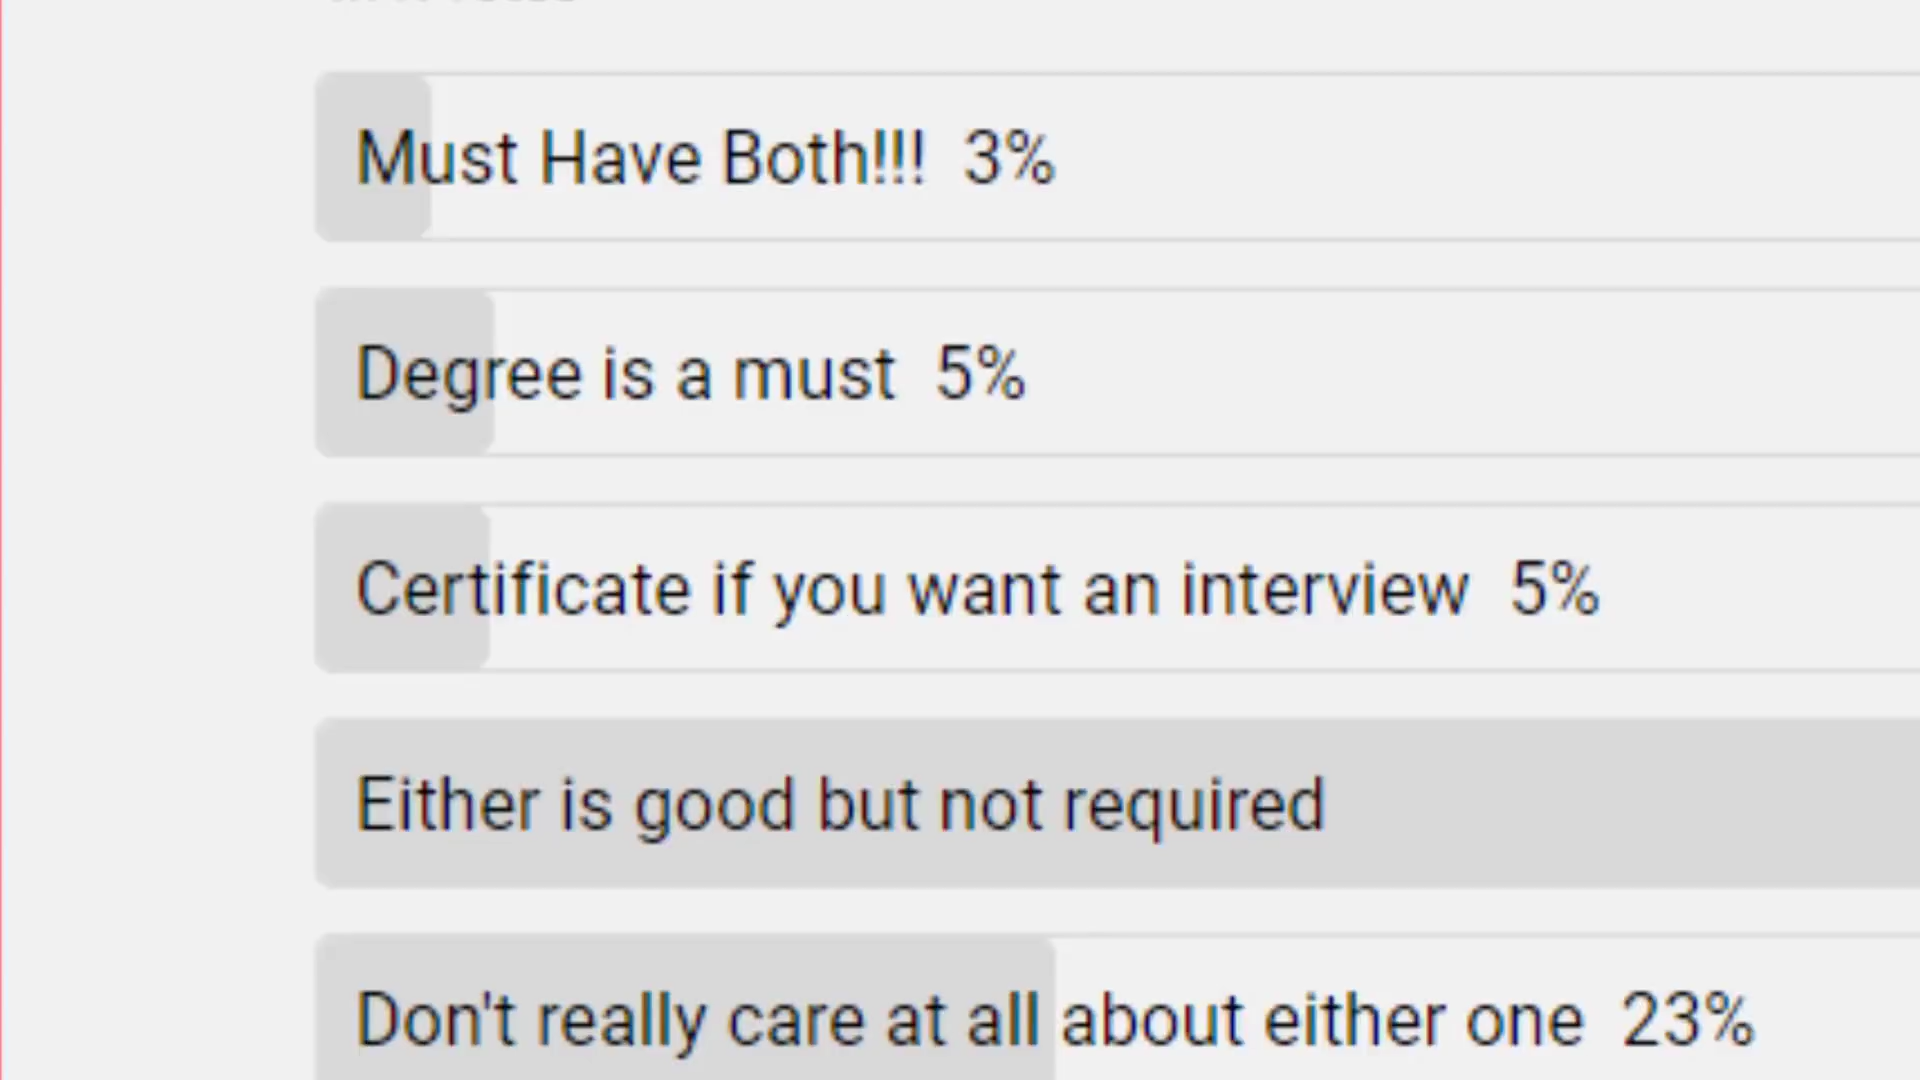 Must Have Both!!! 3%
Degree is a must 5%
Certificate if you want an interview 5%
Either is good but not required
Don't really care at all about either one 23%